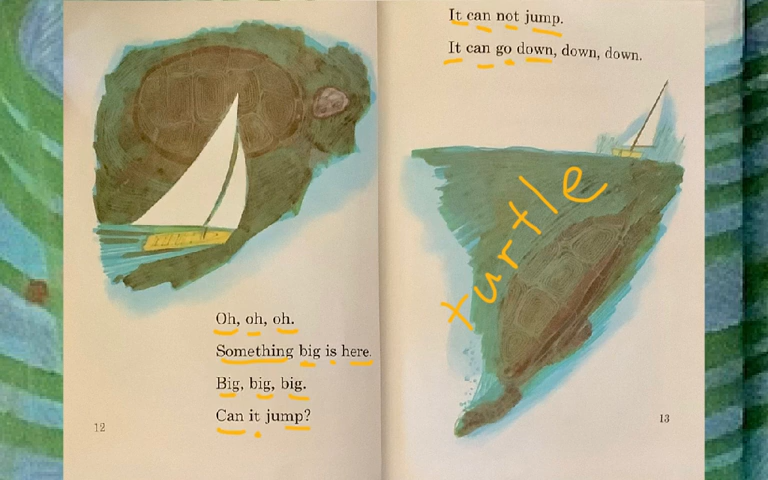 Oh, oh, oh.
Something big is here.
Big, big, big.
Can it jump?
12
It can not jump.
It can go down, down, down.
turtle
13